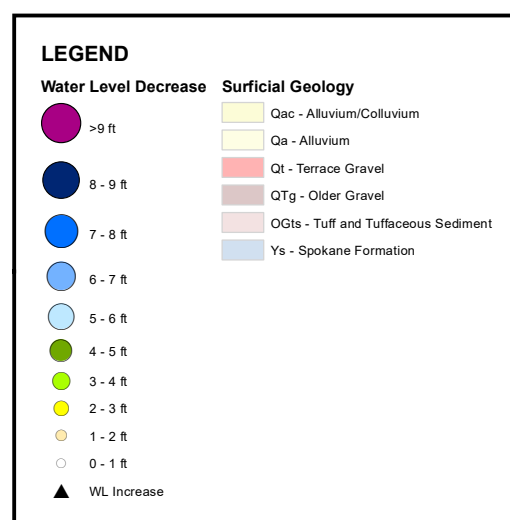 LEGEND
Water Level Decrease
>9 ft
8 - 9 ft
7 - 8 ft
6 - 7 ft
5 - 6 ft
4 - 5 ft
3 - 4 ft
2 - 3 ft
1 - 2 ft
0 - 1 ft
WL Increase
Surficial Geology
Qac - Alluvium/Colluvium
Qa - Alluvium
Qt - Terrace Gravel
QTg - Older Gravel
OGts - Tuff and Tuffaceous Sediment
Ys - Spokane Formation